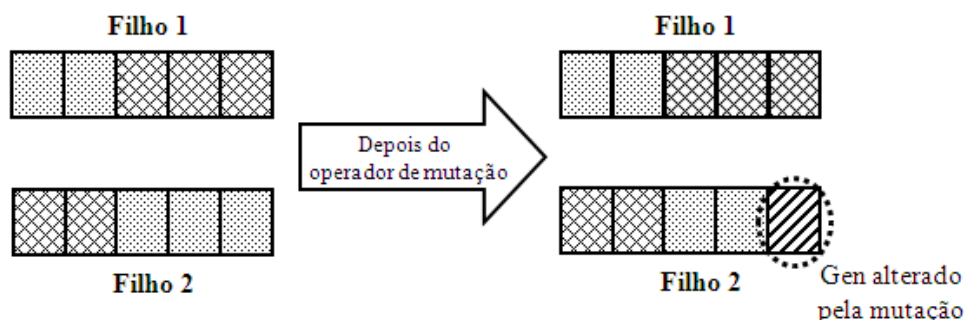 Filho 1
Filho 1
Depois do
operador de mutação
Filho 2
Filho 2
Gen alterado
pela mutação